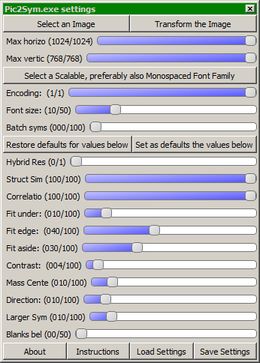 Pic2Sym.exe settings
Select an Image Transform the Image
Max horizo (1024/1024)
Max vertic (768/768)
Select a Scalable, preferably also Monospaced Font Family
Encoding: (1/1)
Font size: (10/50)
Batch syms (000/100)
Restore defaults for values below Set as defaults the values below
Hybrid Res (0/1)
Struct Sim (100/100)
Correlatio (100/100)
Fit under: (010/100)
Fit edge: (040/100)
Fit aside: (030/100)
Contrast: (004/100)
Mass Cente (010/100)
Direction: (010/100)
Larger Sym (010/100)
Blanks bel (00/50)
About Instructions Load Settings Save Settings